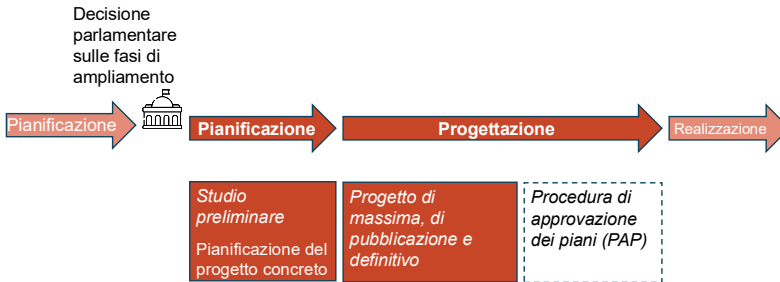 Decisione
parlamentare
sulle fasi di
ampliamento
Pianificazione
Pianificazione
Progettazione
Realizzazione
Studio
preliminare
Pianificazione del
progetto concreto
Progetto di
massima, di
pubblicazione e
definitivo
Procedura di
approvazione
dei piani (PAP)